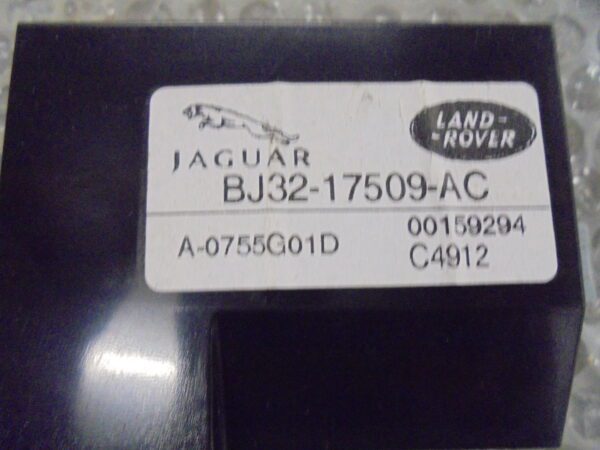 LAND-
-ROVER
JAGUAR
BJ32-17509-AC
A-0755G01D
00159294
C4912